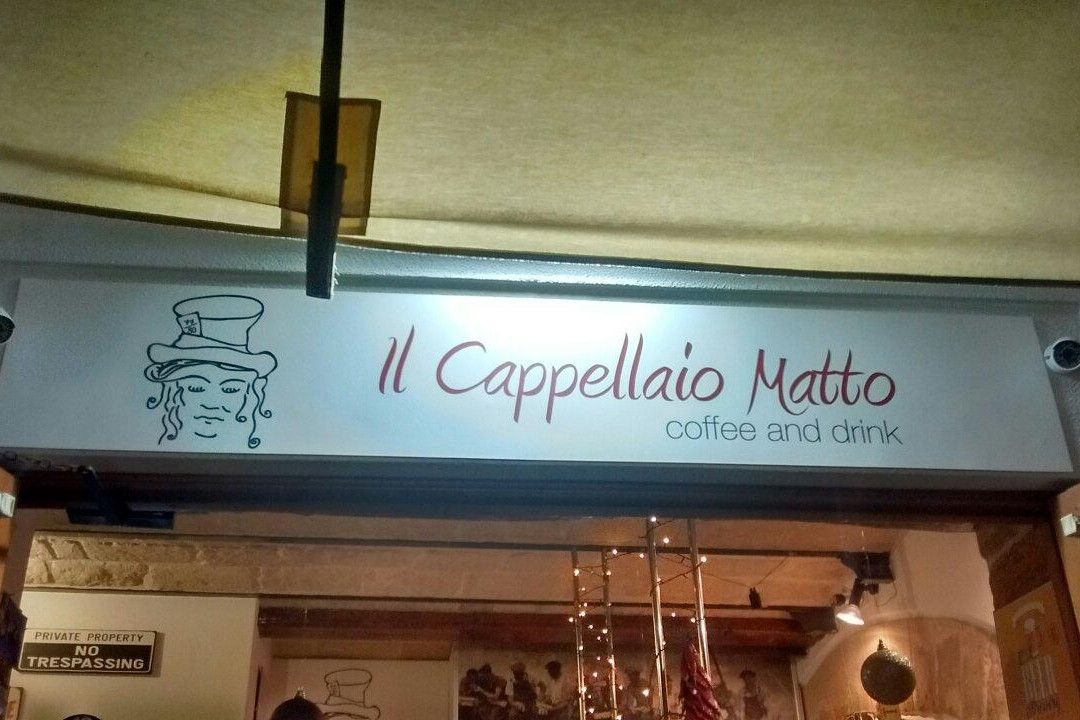 Il Cappellaio Matto
coffee and drink
PRIVATE PROPERTY
NO
TRESPASSING